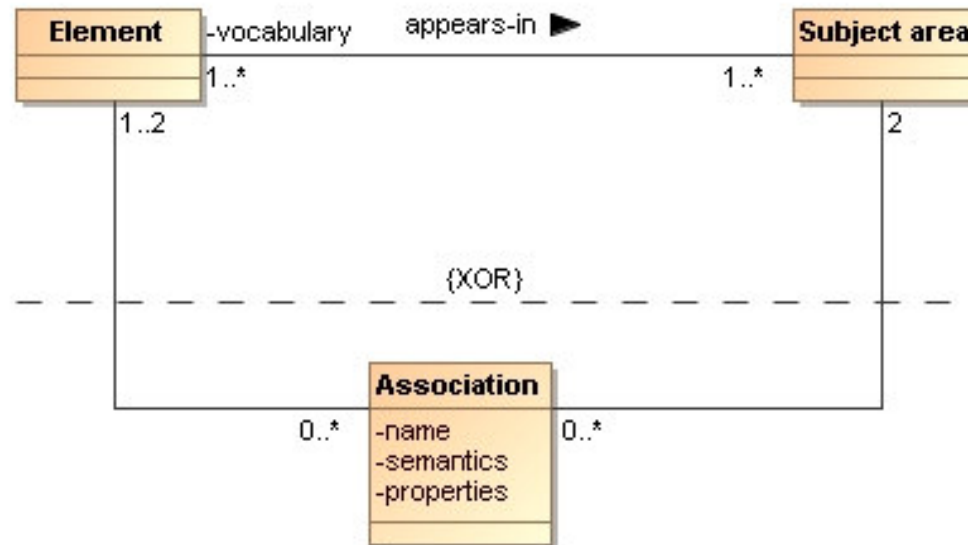 Element
-vocabulary
appears-in
Subject area
1..*
1..*
1..2
2
{XOR}
Association
0..*
0..*
-name
-semantics
-properties